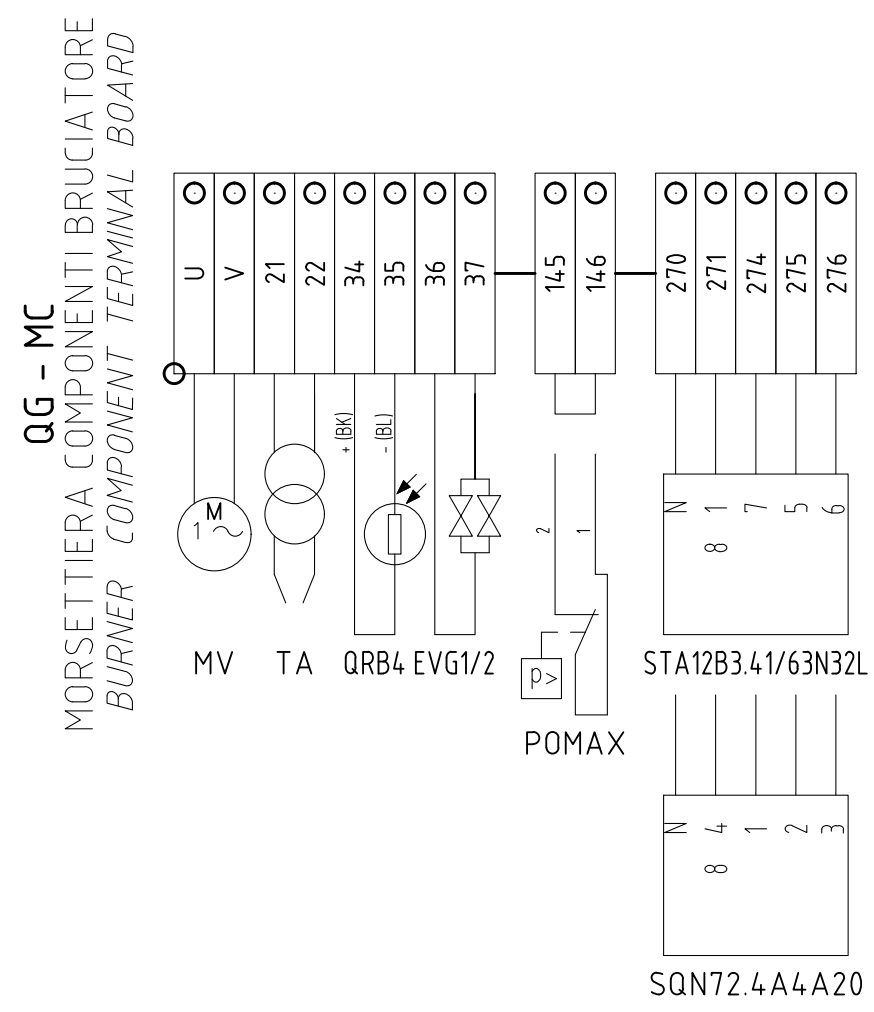 QG - MC
MORSETTIERA COMPONENTI BRUCIATORE
BURNER COMPONENT TERMINAL BOARD
U V 21 22 34 35 36 37 145 146 270 271 274 275 276
+ (BK)
- (BL)
M
1
2 1
N 1 7 5 6
8
MV TA QRB4 EVG1/2 STA12B3.41/63N32L
p>
POMAX
N 4 1 2 3
8
SQN72.4A4A20